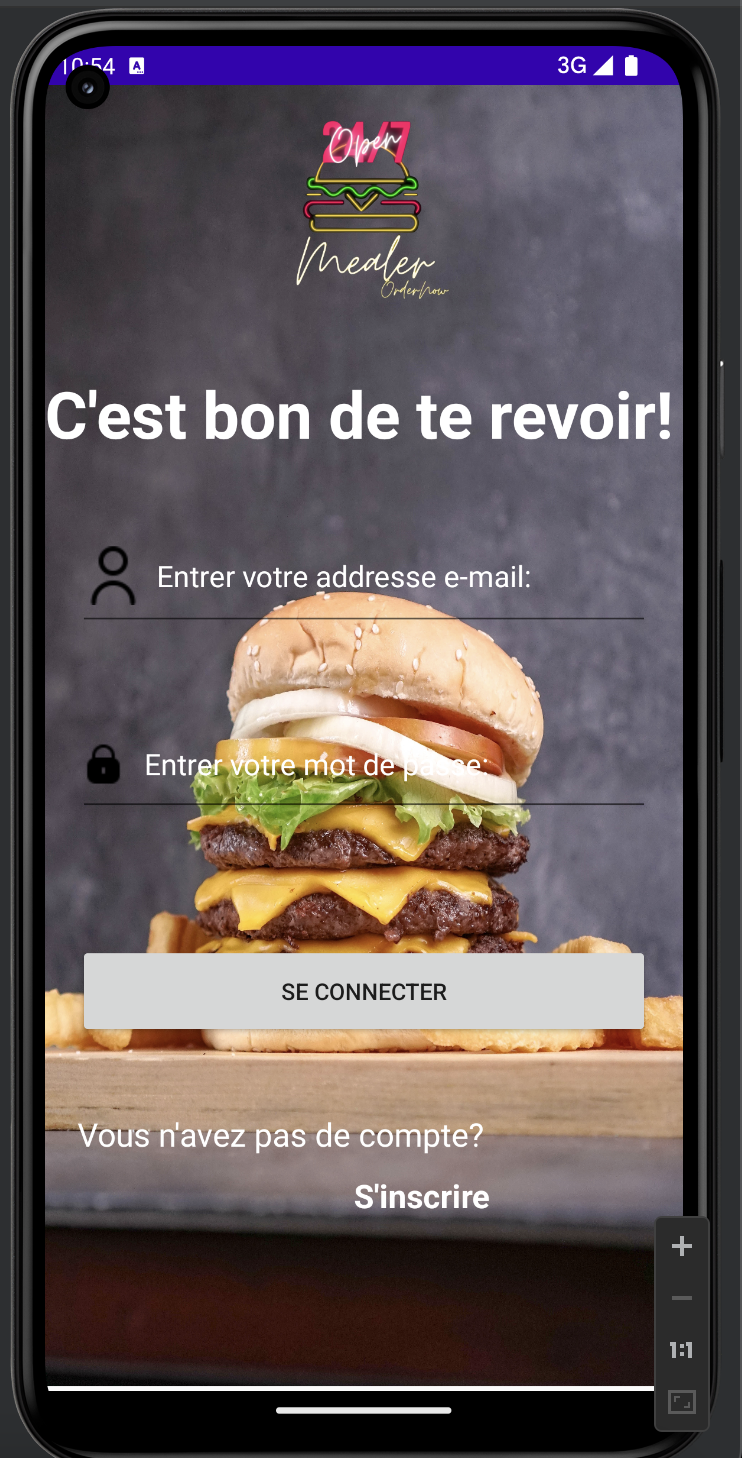 10:54 A 3G
24/7
Open
Mealer
OrderNow
C'est bon de te revoir!
Entrer votre addresse e-mail:
Entrer votre mot de passe:
SE CONNECTER
Vous n'avez pas de compte?
S'inscrire
1:1